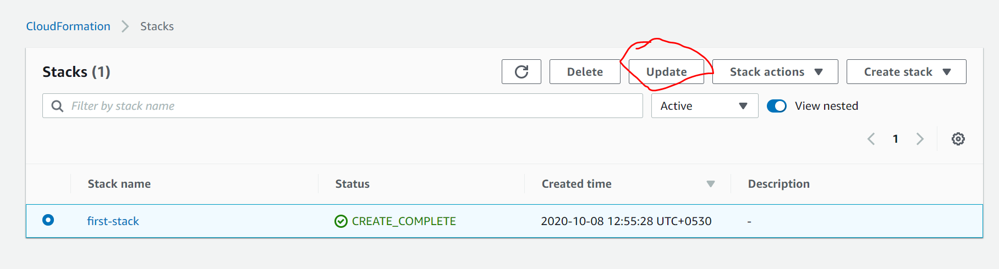 CloudFormation > Stacks
Stacks (1) Delete Update Stack actions Create stack
Filter by stack name Active View nested
1
Stack name Status Created time Description
first-stack CREATE_COMPLETE 2020-10-08 12:55:28 UTC+0530 -